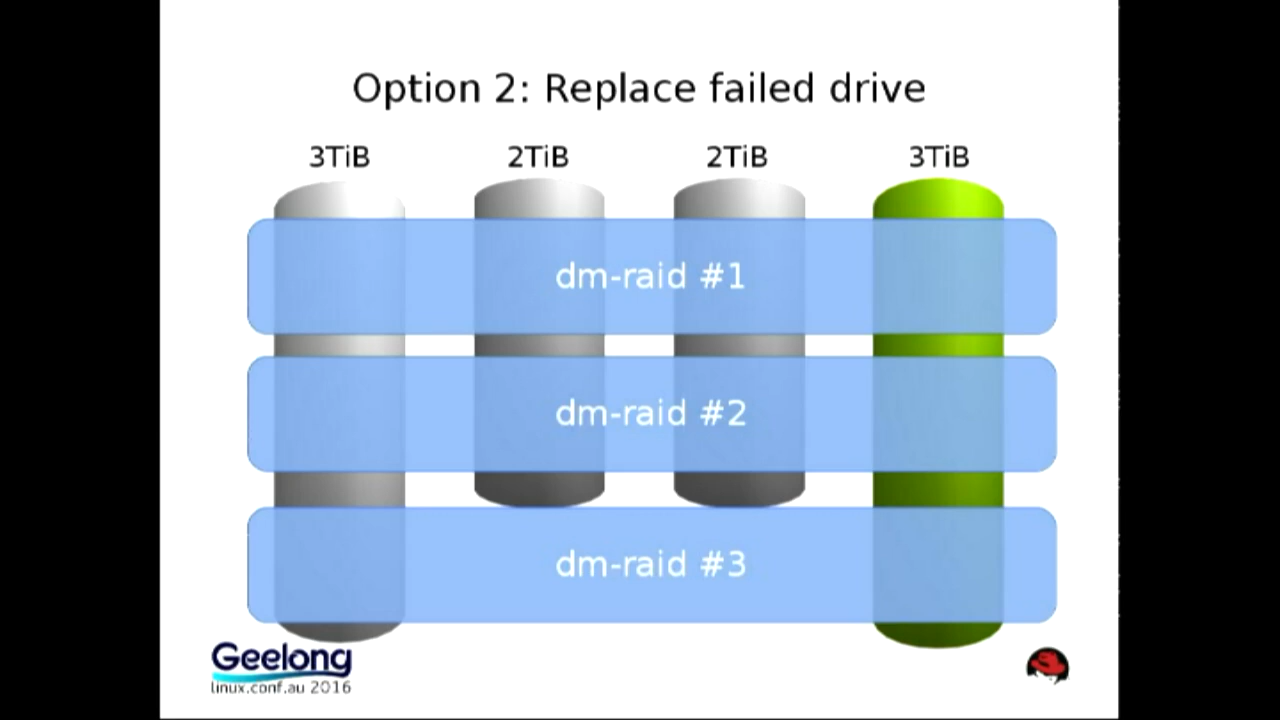 Option 2: Replace failed drive
3TiB 2TiB 2TiB 3TiB
dm-raid #1
dm-raid #2
dm-raid #3
Geelong
linux.conf.au 2016